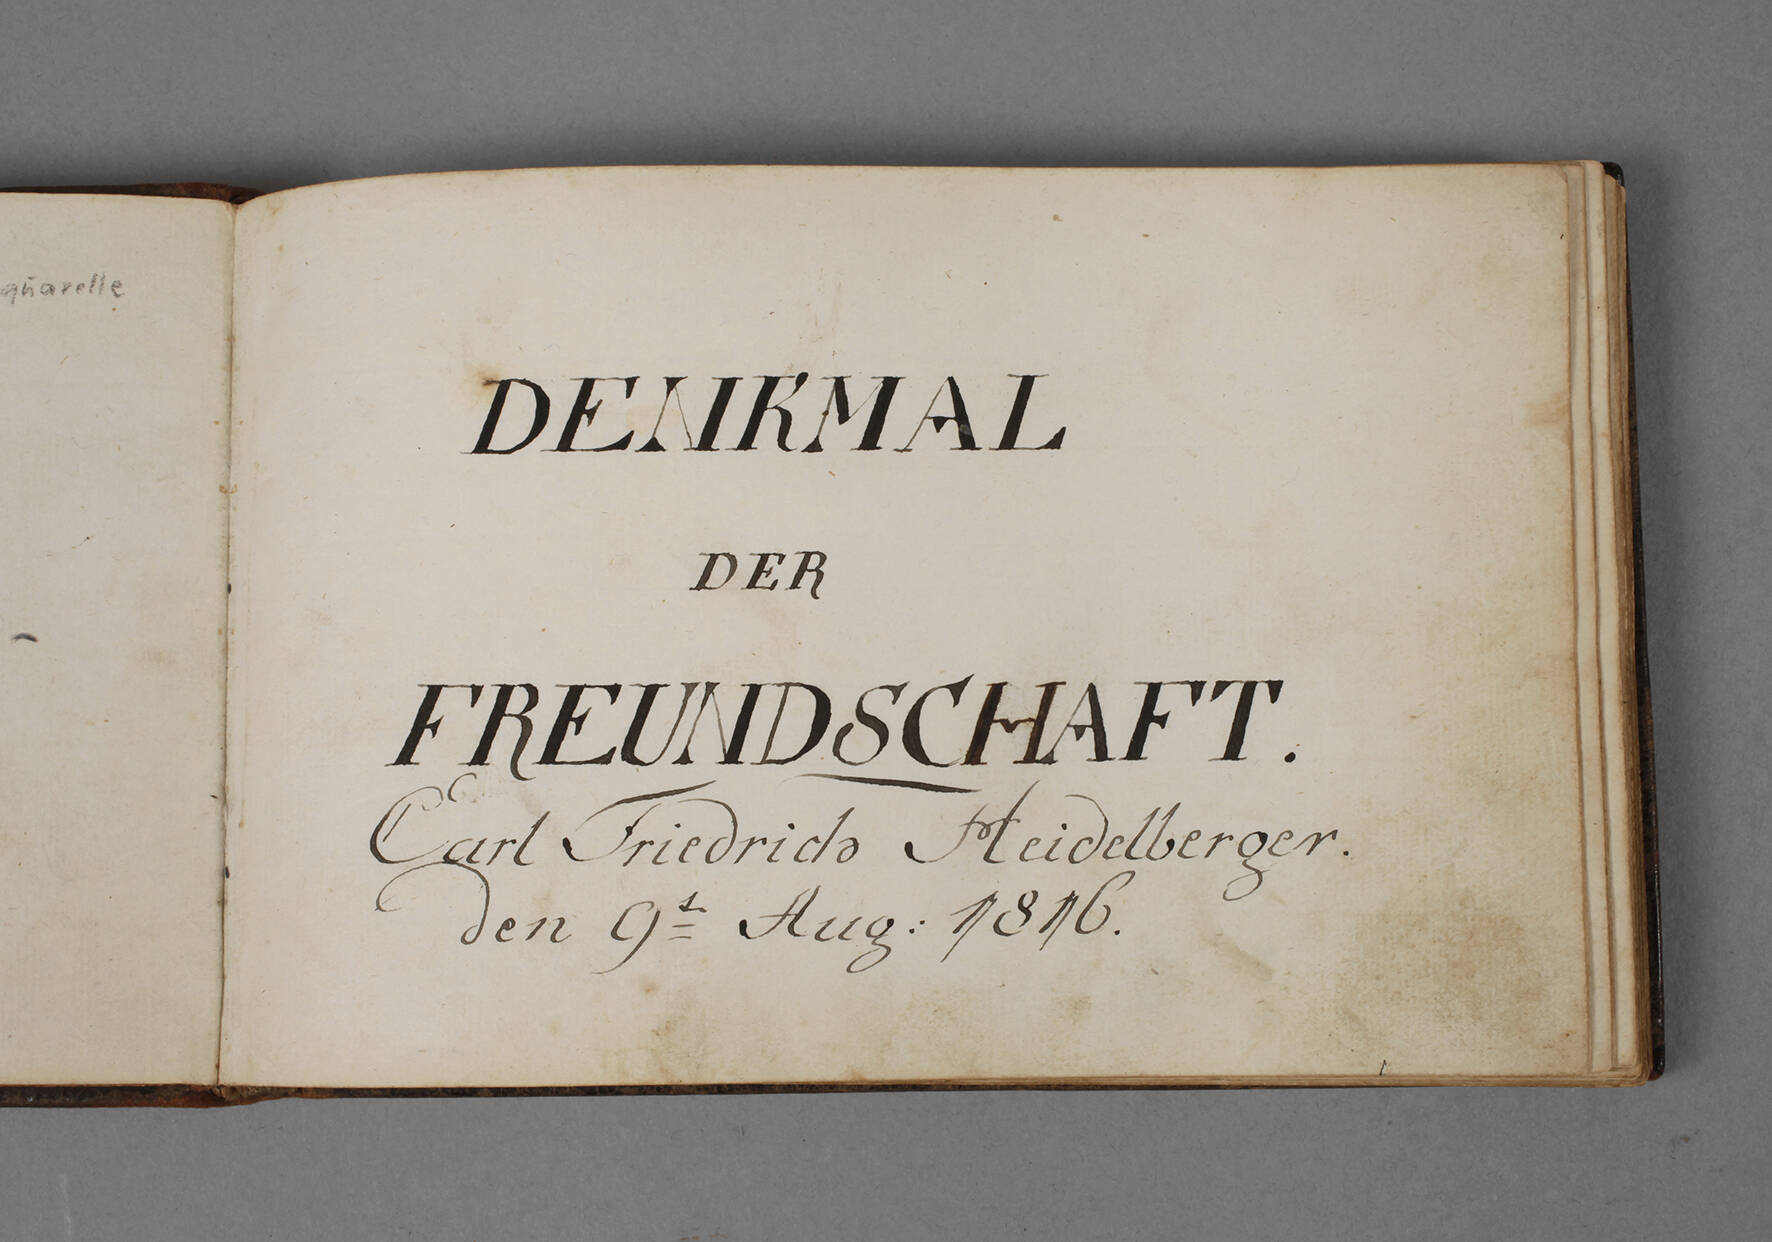 quarelle
DENKMAL
DER
FREUNDSCHAFT.
Carl Friedrich Heidelberger.
den 9t Aug: 1816.